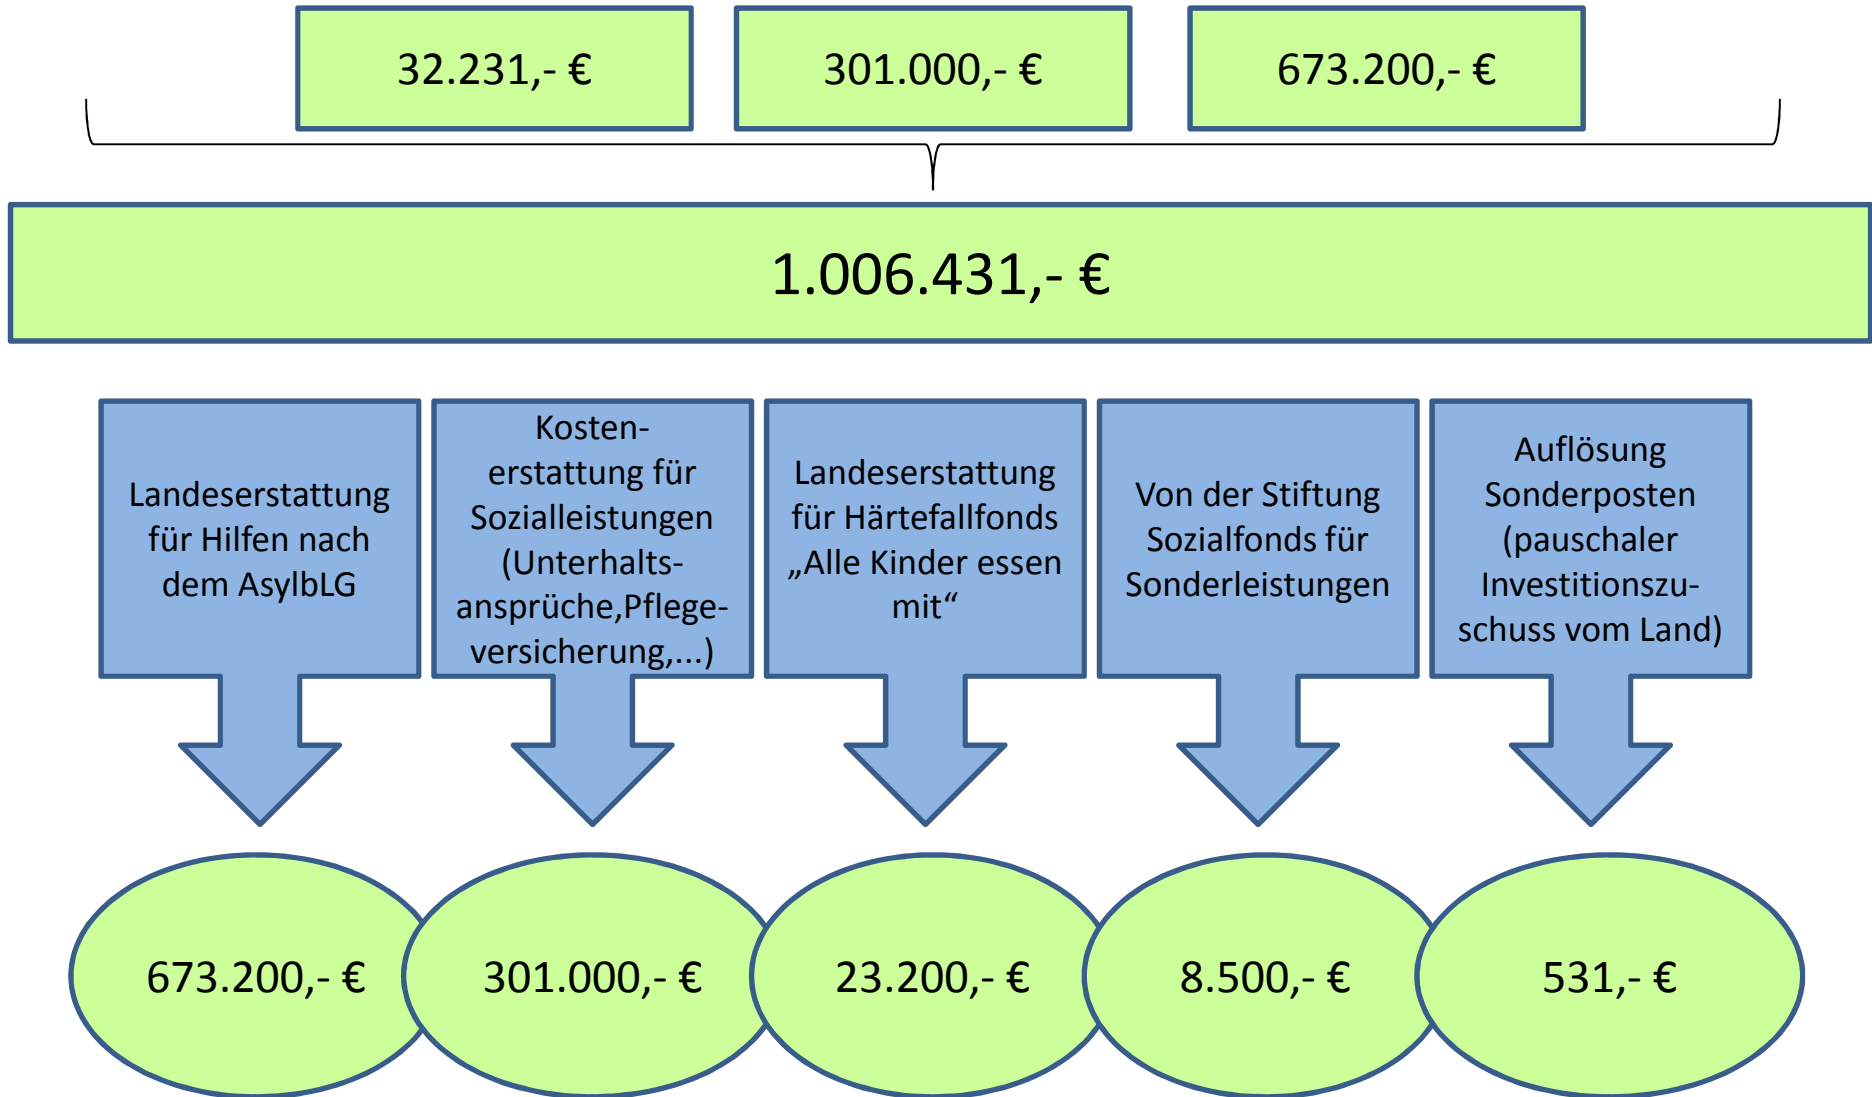 32.231,- €
301.000,- €
673.200,- €
1.006.431,- €
Landeserstattung
für Hilfen nach
dem AsylbLG
Kosten-
erstattung für
Sozialleistungen
(Unterhalts-
ansprüche,Pflege-
versicherung,...)
Landeserstattung
für Härtefallfonds
„Alle Kinder essen
mit“
Von der Stiftung
Sozialfonds für
Sonderleistungen
Auflösung
Sonderposten
(pauschaler
Investitionszu-
schuss vom Land)
673.200,- €
301.000,- €
23.200,- €
8.500,- €
531,- €